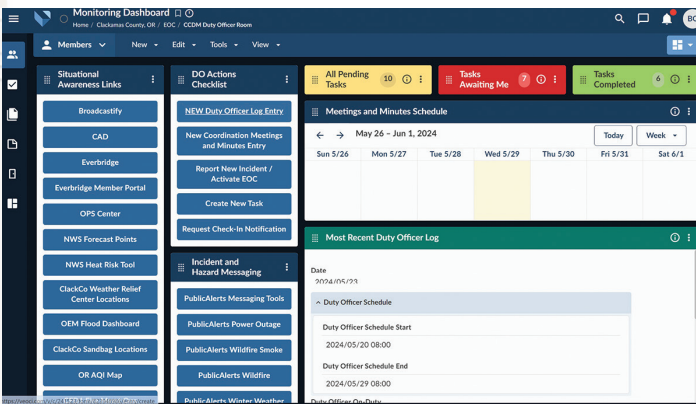 Monitoring Dashboard
Home / Clackamas County, OR / EOC / CCDM Duty Officer Room
BC
Members
New
Edit
Tools
View
Situational
Awareness Links
Broadcastify
CAD
Everbridge
Everbridge Member Portal
OPS Center
NWS Forecast Points
NWS Heat Risk Tool
ClackCo Weather Relief
Center Locations
OEM Flood Dashboard
ClackCo Sandbag Locations
OR AQI Map
DO Actions
Checklist
NEW Duty Officer Log Entry
New Coordination Meetings
and Minutes Entry
Report New Incident /
Activate EOC
Create New Task
Request Check-In Notification
Incident and
Hazard Messaging
PublicAlerts Messaging Tools
PublicAlerts Power Outage
PublicAlerts Wildfire Smoke
PublicAlerts Wildfire
PublicAlerts Winter Weather
All Pending
Tasks
10
Tasks
Awaiting Me
7
Tasks
Completed
6
Meetings and Minutes Schedule
May 26 – Jun 1, 2024
Today
Week
Sun 5/26
Mon 5/27
Tue 5/28
Wed 5/29
Thu 5/30
Fri 5/31
Sat 6/1
Most Recent Duty Officer Log
Date
2024/05/23
Duty Officer Schedule
Duty Officer Schedule Start
2024/05/20 08:00
Duty Officer Schedule End
2024/05/29 08:00
Duty Officer On-Duty